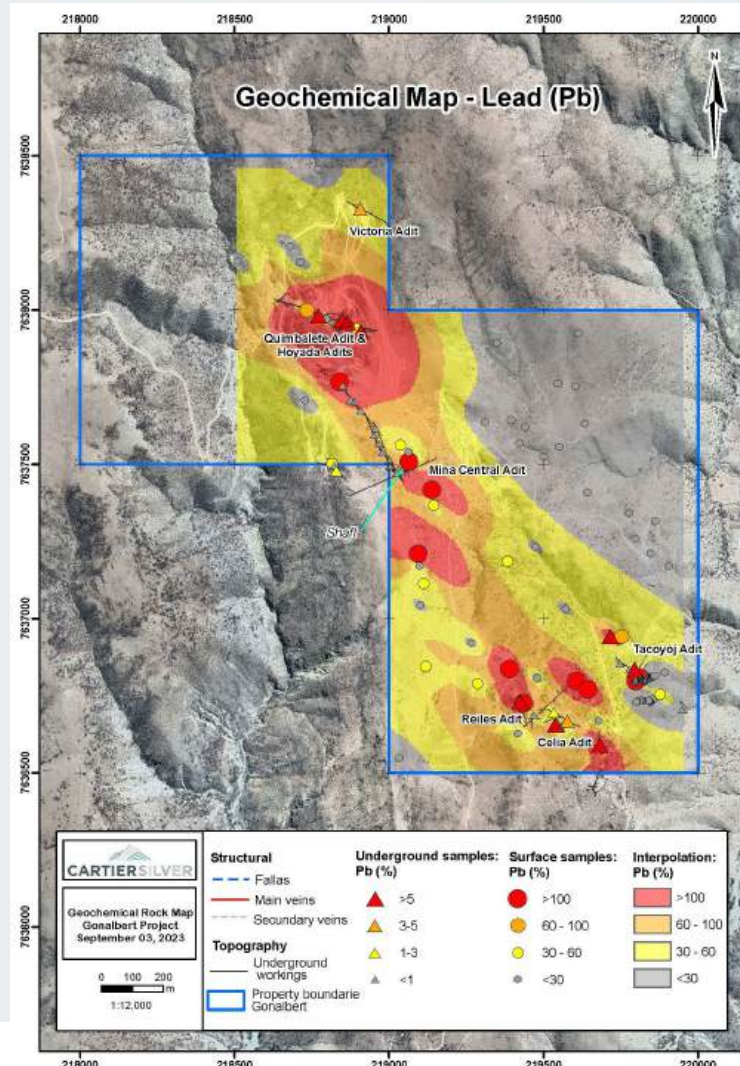 218000
218500
219000
219500
220000
N
Geochemical Map - Lead (Pb)
7638500
7638000
7637500
7637000
7636500
7636000
Victoria Adit
Quimbalete Adit &
Hoyada Adits
Mina Central Adit
Shaft
Tacoyoj Adit
Reiles Adit
Celia Adit
CARTIERSILVER
Geochemical Rock Map
Gonalbert Project
September 03, 2023
0 100 200
m
1:12,000
Structural
Fallas
Main veins
Secundary veins
Topography
Underground
workings
Property boundarie
Gonalbert
Underground samples:
Pb (%)
>5
3-5
1-3
<1
Surface samples:
Pb (%)
>100
60 - 100
30 - 60
<30
Interpolation:
Pb (%)
>100
60 - 100
30 - 60
<30
218000
218500
219000
219500
220000